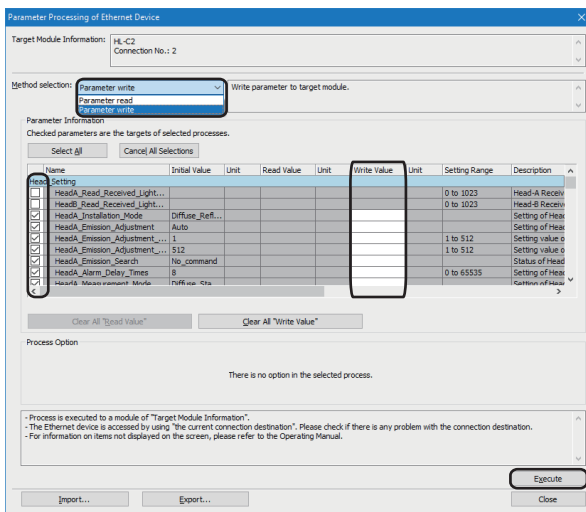 Parameter Processing of Ethernet Device
Target Module Information: HL-C2
Connection No.: 2
Method selection: Parameter write Write parameter to target module.
Parameter read
Parameter write
Parameter Information
Checked parameters are the targets of selected processes.
Select All Cancel All Selections
Name Initial Value Unit Read Value Unit Write Value Unit Setting Range Description
Head_Setting
HeadA_Read_Received_Light... 0 to 1023 Head-A Receiv
HeadB_Read_Received_Light... 0 to 1023 Head-B Receiv
HeadA_Installation_Mode Diffuse_Refl... Setting of Head
HeadA_Emission_Adjustment Auto Setting of Head
HeadA_Emission_Adjustment_... 1 1 to 512 Setting value o
HeadA_Emission_Adjustment_... 512 1 to 512 Setting value o
HeadA_Emission_Search No_command Status of Head
HeadA_Alarm_Delay_Times 8 0 to 65535 Setting of Head
HeadA_Measurement_Mode Diffuse_Sta Setting of Head
Clear All "Read Value" Clear All "Write Value"
Process Option
There is no option in the selected process.
- Process is executed to a module of "Target Module Information".
- The Ethernet device is accessed by using "the current connection destination". Please check if there is any problem with the connection destination.
- For information on items not displayed on the screen, please refer to the Operating Manual.
Execute
Import... Export... Close